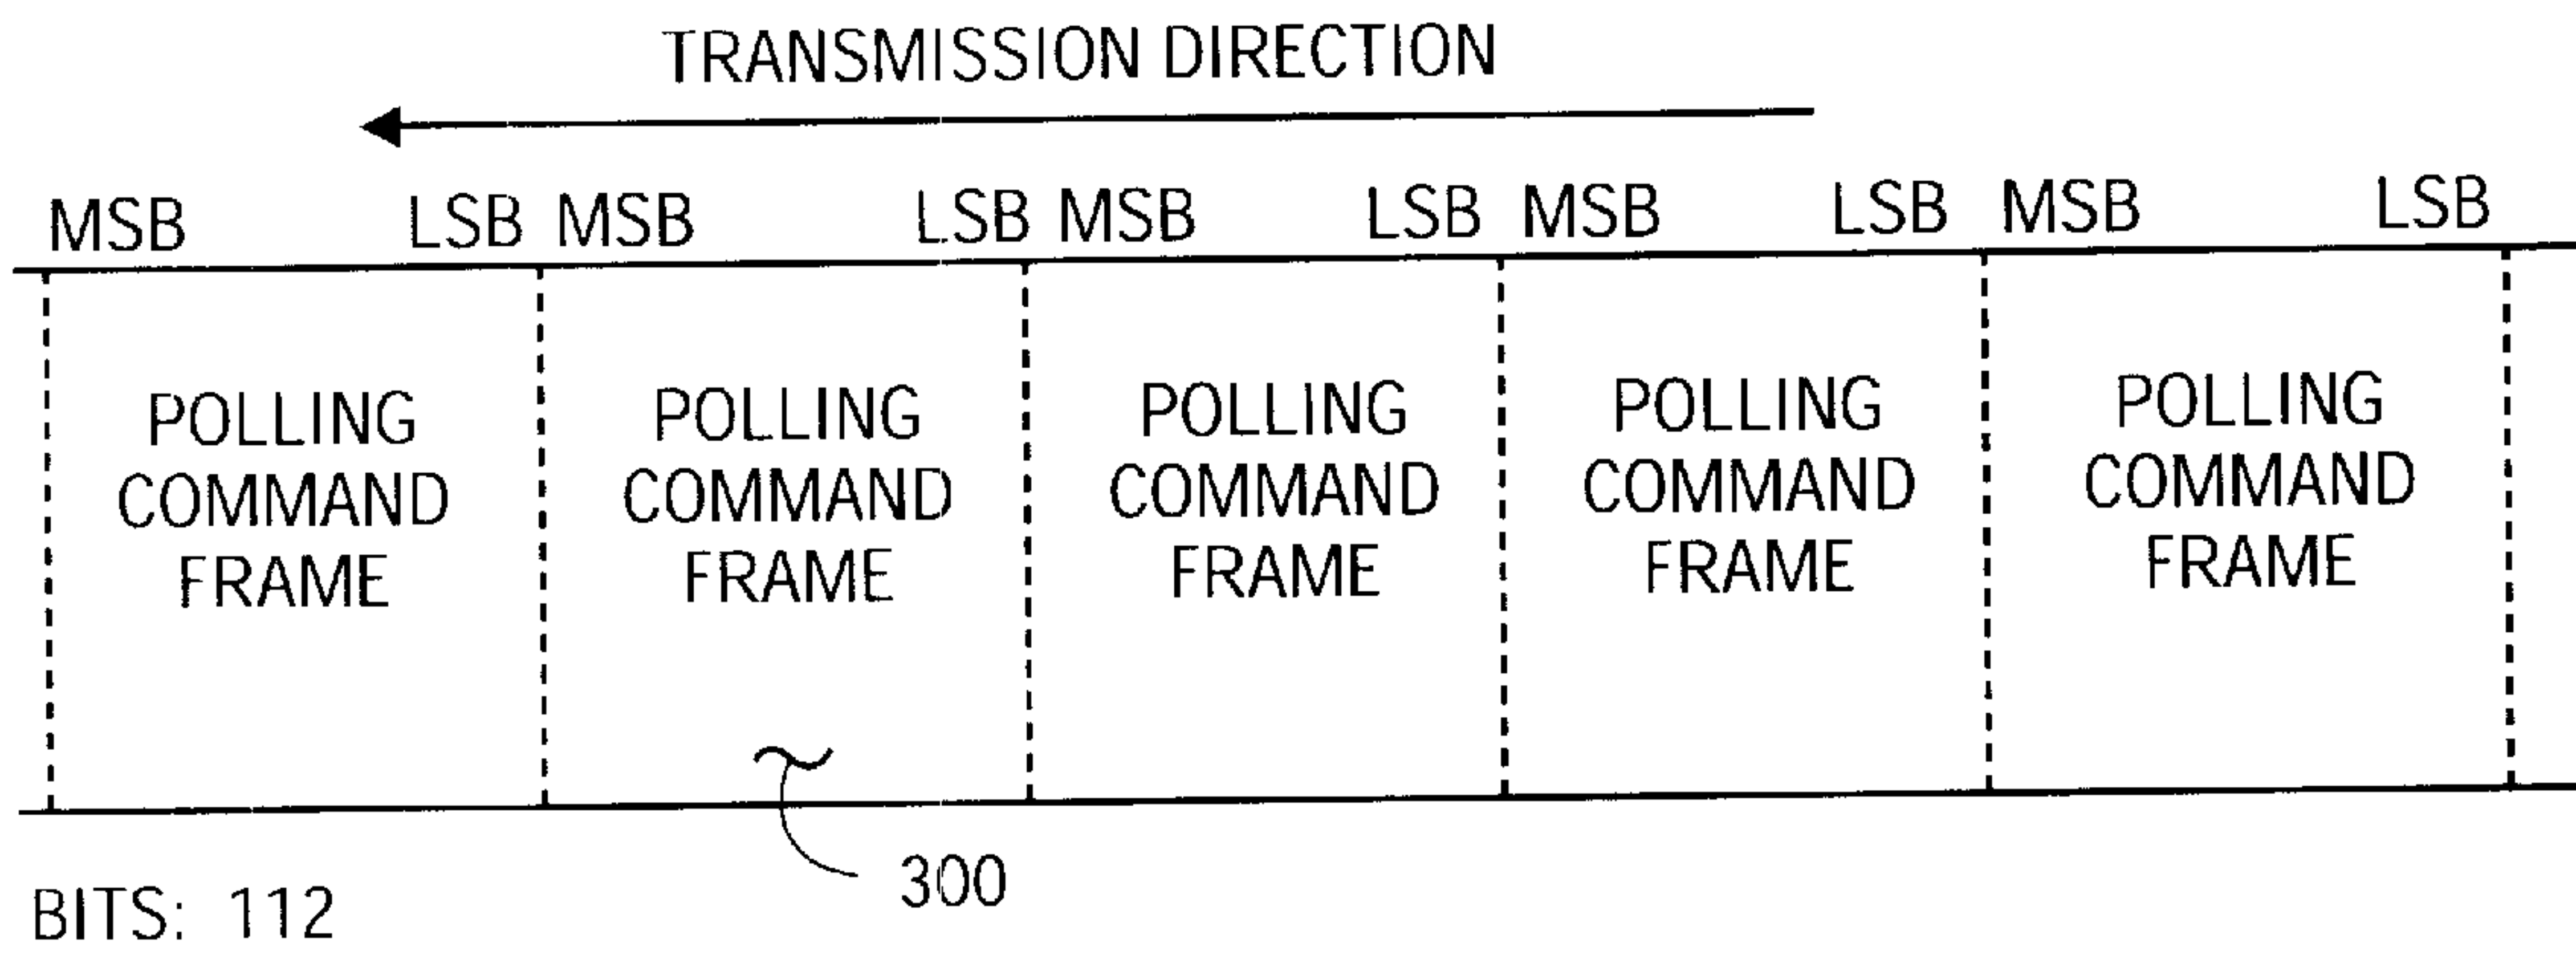 TRANSMISSION DIRECTION
MSB LSB MSB LSB MSB LSB MSB LSB MSB LSB
POLLING POLLING POLLING POLLING POLLING
COMMAND COMMAND COMMAND COMMAND COMMAND
FRAME FRAME FRAME FRAME FRAME
300
BITS: 112